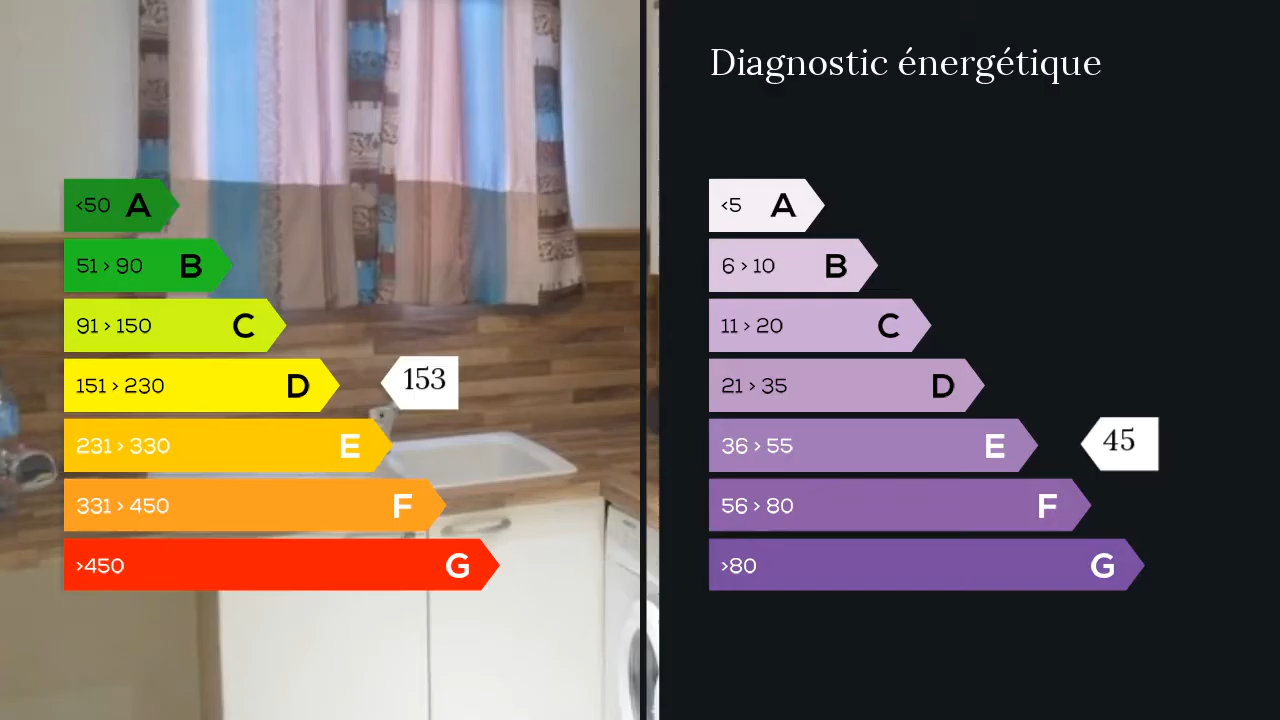 Diagnostic énergétique
<50 A
51 > 90 B
91 > 150 C
151 > 230 D
153
231 > 330 E
331 > 450 F
>450 G
<5 A
6 > 10 B
11 > 20 C
21 > 35 D
36 > 55 E
45
56 > 80 F
>80 G